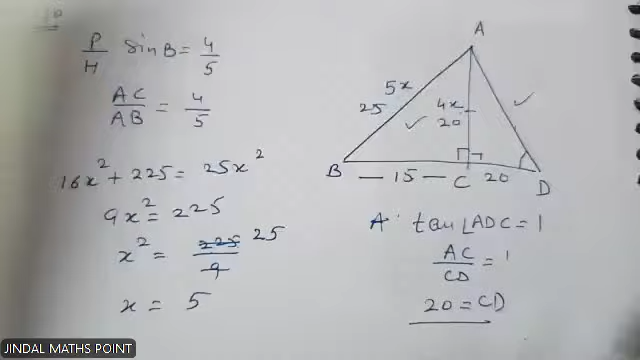 P/H sin B = 4/5
AC/AB = 4/5
16x² + 225 = 25x²
9x² = 225
x² = 225/9 25
x = 5
A
5x
25
4x
20
B — 15 — C 20 D
tan∠ADC = 1
AC/CD = 1
20 = CD
JINDAL MATHS POINT